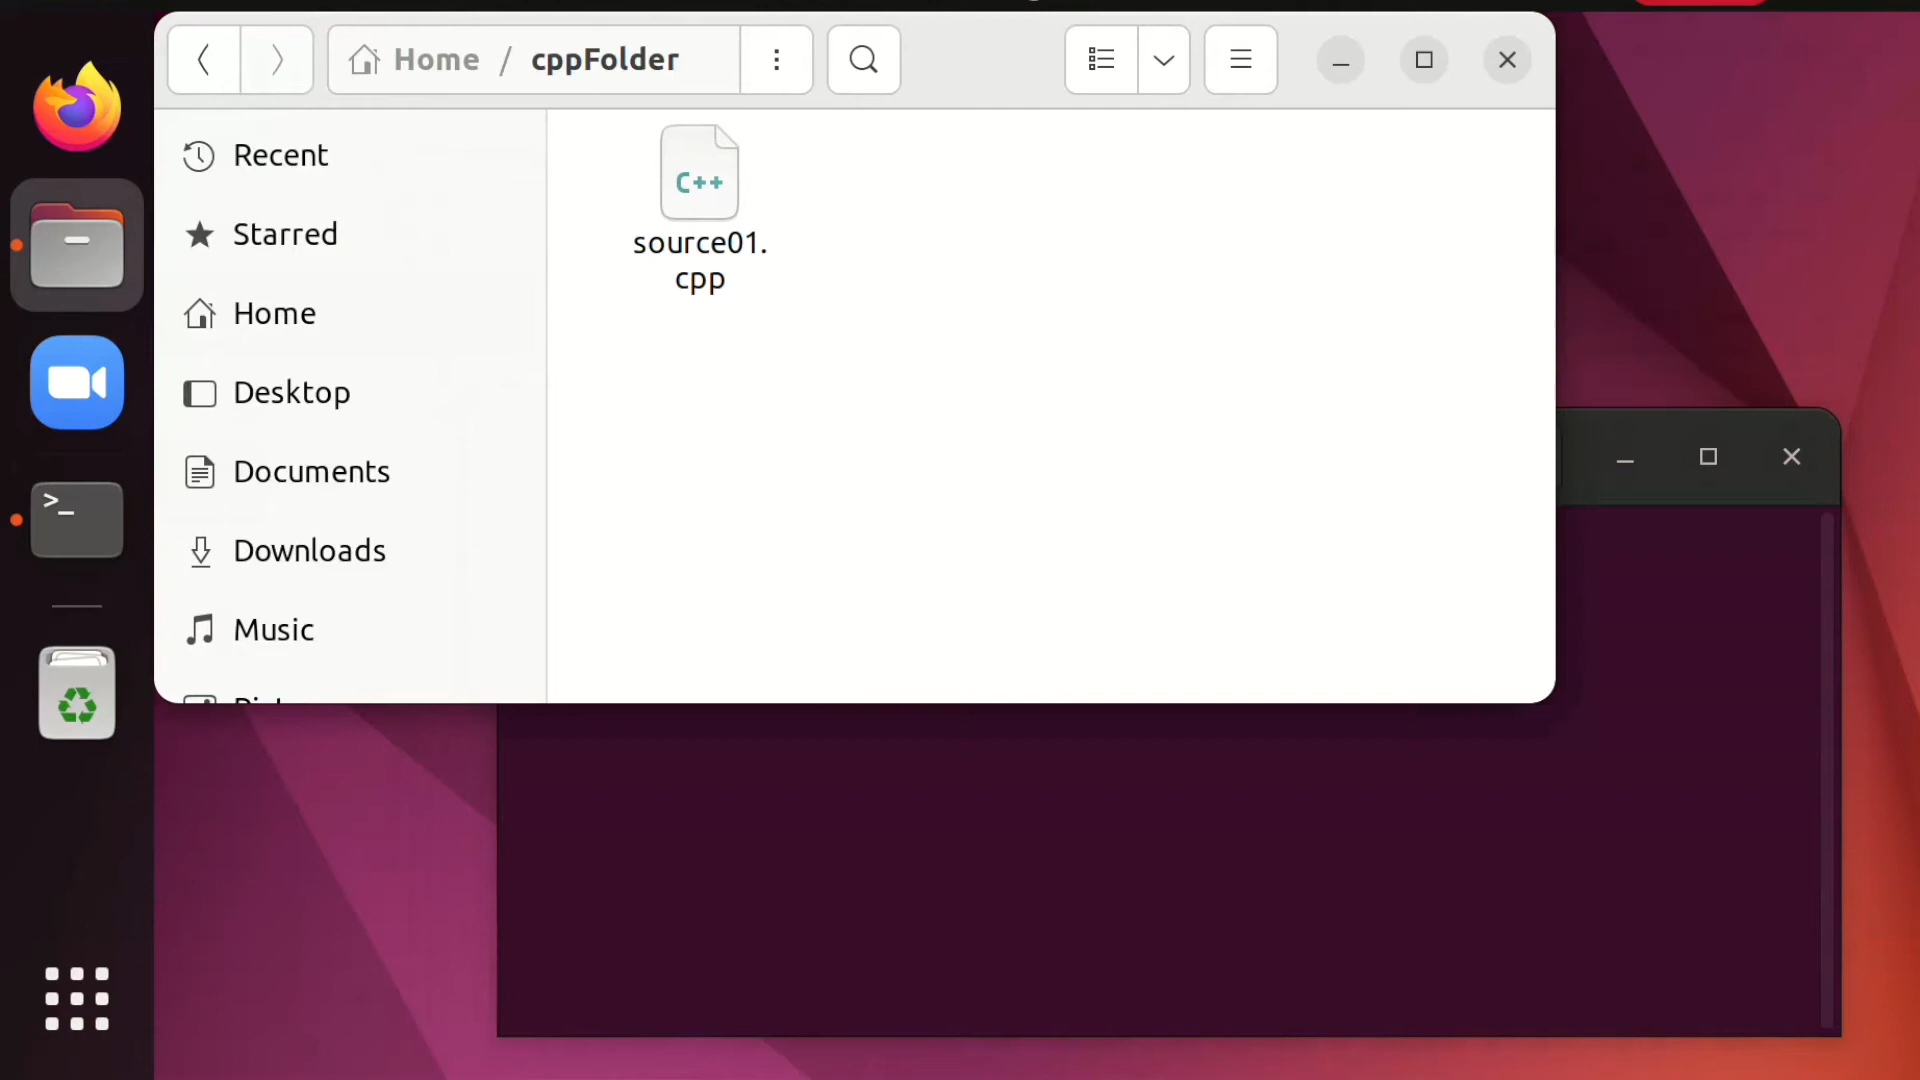 Home / cppFolder
Recent
Starred
Home
Desktop
Documents
Downloads
Music
C++
source01.
cpp
>_